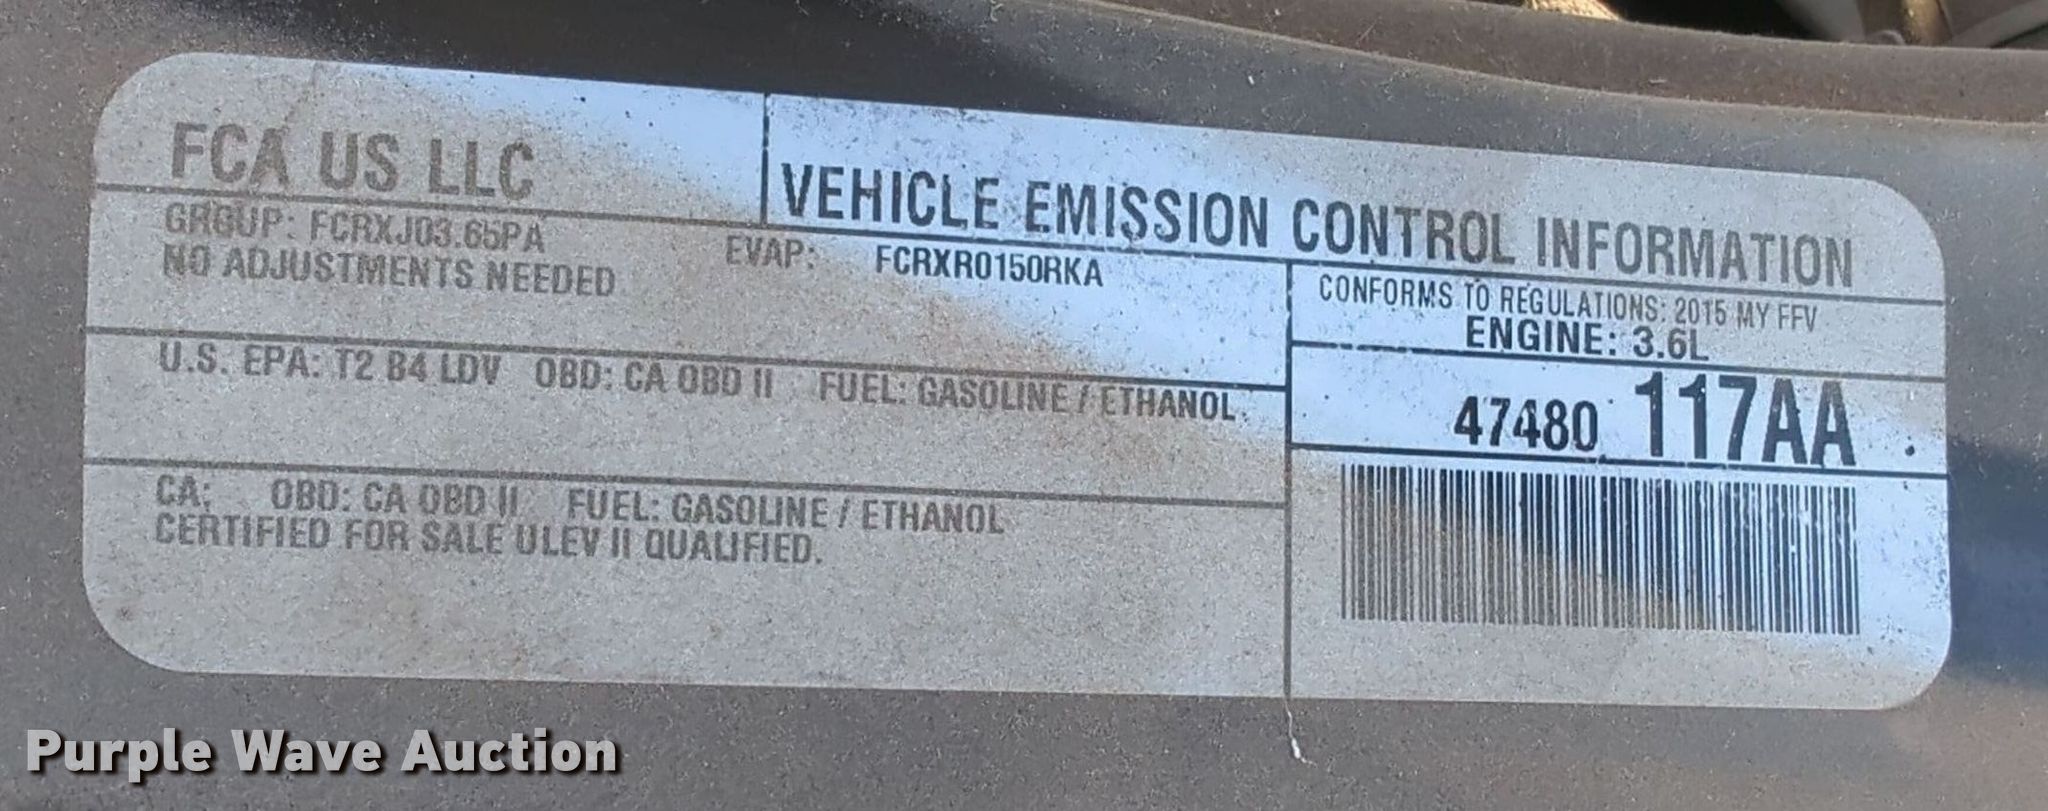 FCA US LLC
VEHICLE EMISSION CONTROL INFORMATION
GROUP: FCRXJ03.65PA
EVAP: FCRXR0150RKA
NO ADJUSTMENTS NEEDED
CONFORMS TO REGULATIONS: 2015 MY FFV
ENGINE: 3.6L
U.S. EPA: T2 B4 LDV OBD: CA OBD II FUEL: GASOLINE / ETHANOL
47480 117AA
CA: OBD: CA OBD II FUEL: GASOLINE / ETHANOL
CERTIFIED FOR SALE ULEV II QUALIFIED.
Purple Wave Auction